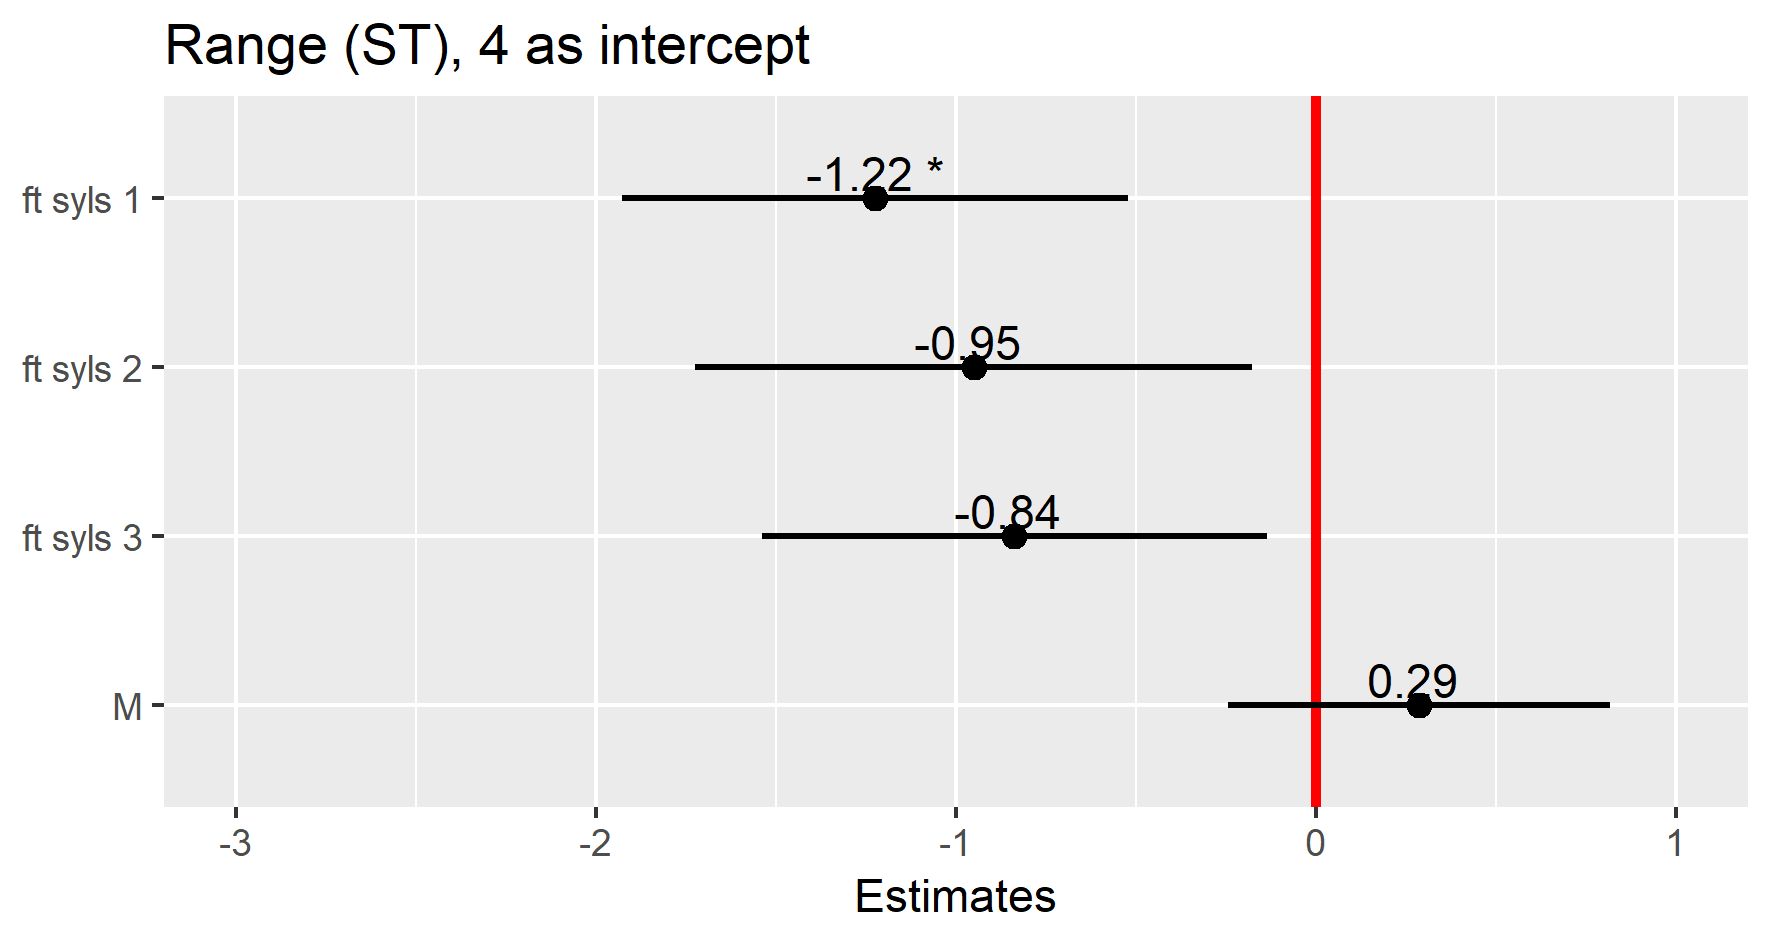 Range (ST), 4 as intercept
ft syls 1
-1.22 *
ft syls 2
-0.95
ft syls 3
-0.84
M
0.29
-3 -2 -1 0 1
Estimates